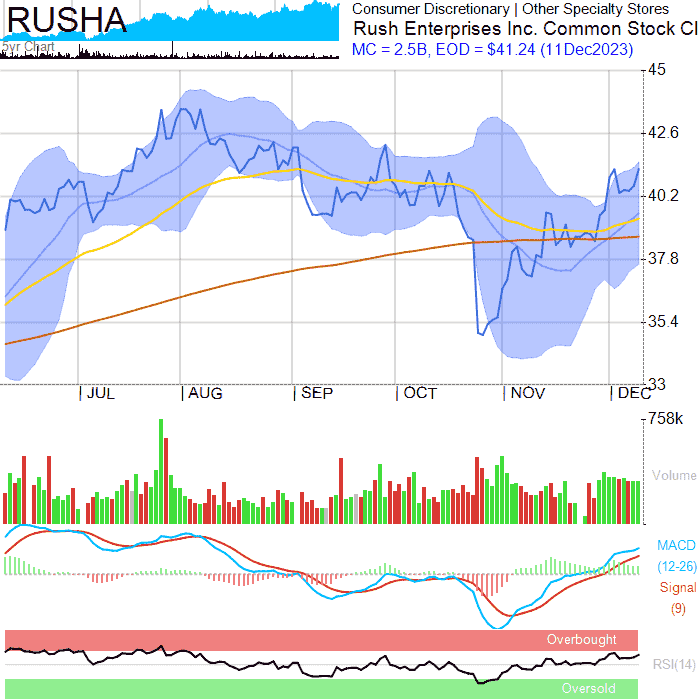 RUSHA
5yr Chart
Consumer Discretionary | Other Specialty Stores
Rush Enterprises Inc. Common Stock Cl
MC = 2.5B, EOD = $41.24 (11Dec2023)
45
42.6
40.2
37.8
35.4
33
| JUL | AUG | SEP | OCT | NOV | DEC
758k
Volume
MACD
(12-26)
Signal
(9)
Overbought
RSI(14)
Oversold